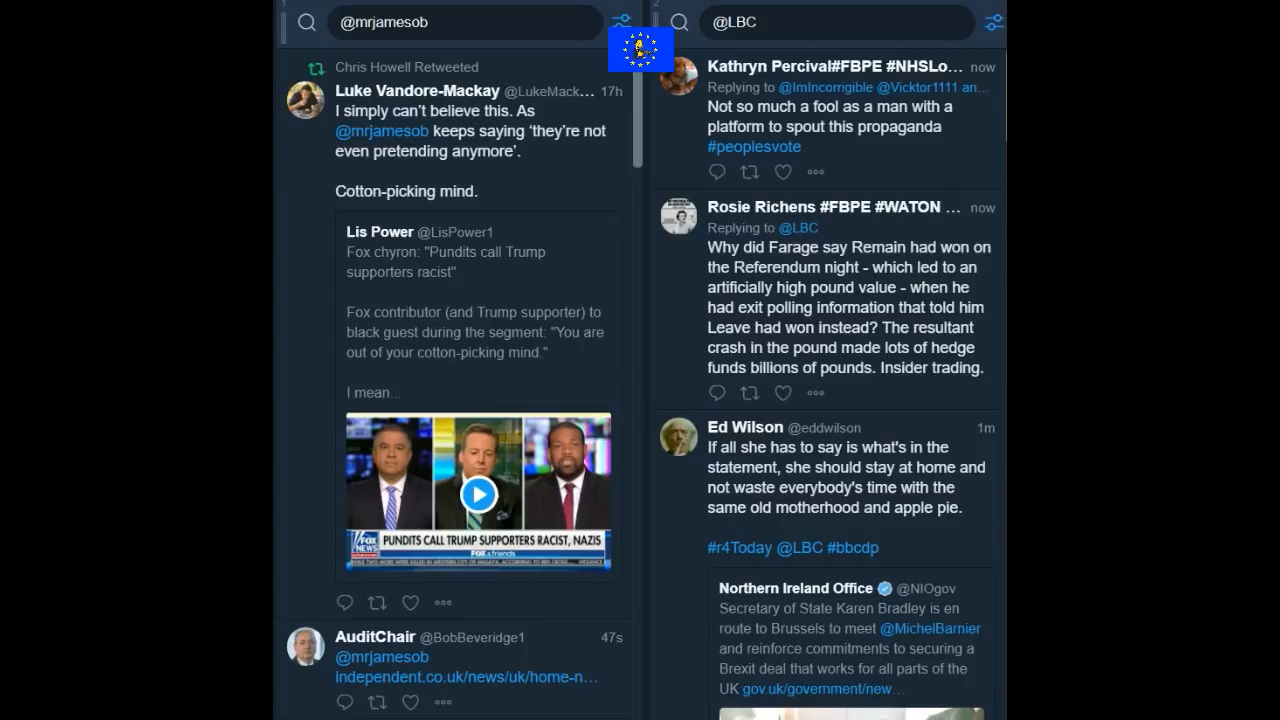 1
@mrjamesob
Chris Howell Retweeted
Luke Vandore-Mackay @LukeMack... 17h
I simply can't believe this. As
@mrjamesob keeps saying 'they're not
even pretending anymore'.
Cotton-picking mind.
Lis Power @LisPower1
Fox chyron: "Pundits call Trump
supporters racist"
Fox contributor (and Trump supporter) to
black guest during the segment: "You are
out of your cotton-picking mind."
I mean...
FOX NEWS
PUNDITS CALL TRUMP SUPPORTERS RACIST, NAZIS
FOX & friends
AuditChair @BobBeveridge1 47s
@mrjamesob
independent.co.uk/news/uk/home-n...
2
@LBC
Kathryn Percival#FBPE #NHSLo... now
Replying to @ImIncorrigible @Vicktor1111 an...
Not so much a fool as a man with a
platform to spout this propaganda
#peoplesvote
Rosie Richens #FBPE #WATON ... now
Replying to @LBC
Why did Farage say Remain had won on
the Referendum night - which led to an
artificially high pound value - when he
had exit polling information that told him
Leave had won instead? The resultant
crash in the pound made lots of hedge
funds billions of pounds. Insider trading.
Ed Wilson @eddwilson 1m
If all she has to say is what's in the
statement, she should stay at home and
not waste everybody's time with the
same old motherhood and apple pie.
#r4Today @LBC #bbcdp
Northern Ireland Office @NIOgov
Secretary of State Karen Bradley is en
route to Brussels to meet @MichelBarnier
and reinforce commitments to securing a
Brexit deal that works for all parts of the
UK gov.uk/government/new...